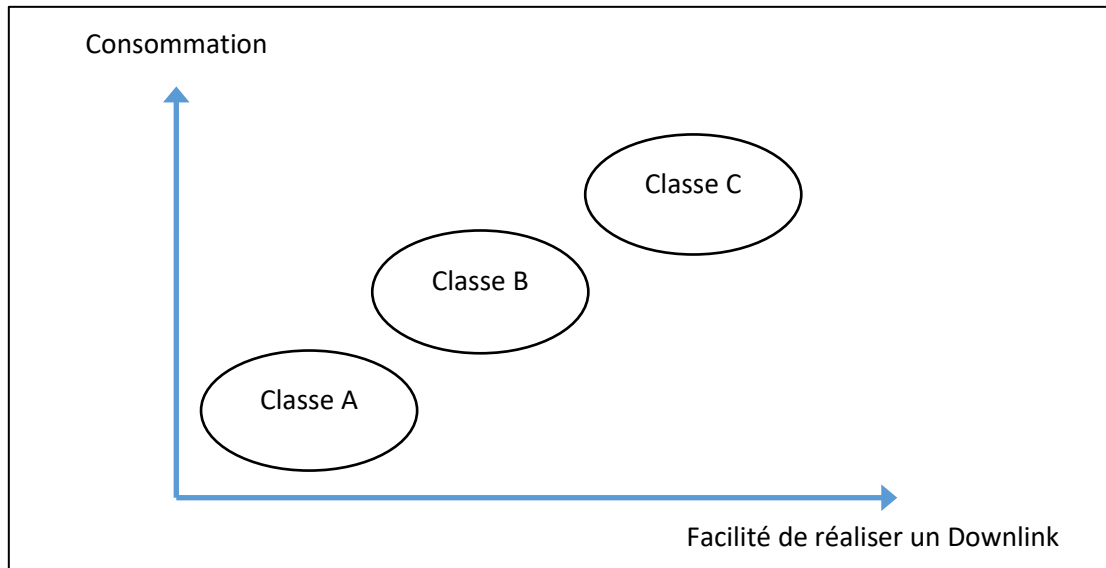 Consommation
Classe C
Classe B
Classe A
Facilité de réaliser un Downlink